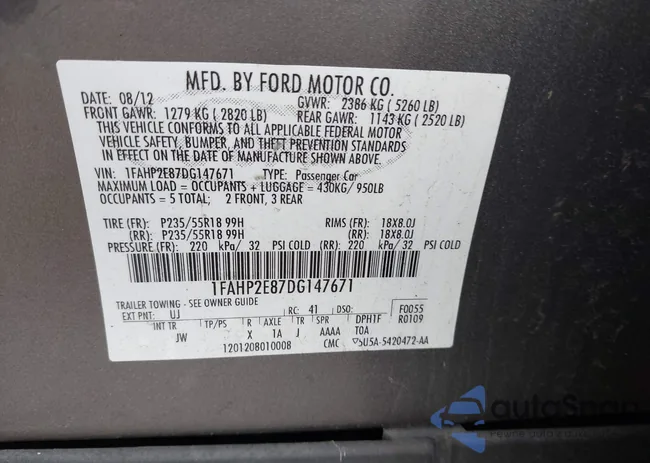 MFD. BY FORD MOTOR CO.
DATE: 08/12 GVWR: 2386 KG ( 5260 LB)
FRONT GAWR: 1279 KG ( 2820 LB) REAR GAWR: 1143 KG ( 2520 LB)
THIS VEHICLE CONFORMS TO ALL APPLICABLE FEDERAL MOTOR
VEHICLE SAFETY, BUMPER, AND THEFT PREVENTION STANDARDS
IN EFFECT ON THE DATE OF MANUFACTURE SHOWN ABOVE.
VIN: 1FAHP2E87DG147671 TYPE: Passenger Car
MAXIMUM LOAD = OCCUPANTS + LUGGAGE = 430KG/ 950LB
OCCUPANTS = 5 TOTAL; 2 FRONT, 3 REAR
TIRE (FR): P235/55R18 99H RIMS (FR): 18X8.0J
(RR): P235/55R18 99H (RR): 18X8.0J
PRESSURE (FR): 220 kPa/ 32 PSI COLD (RR): 220 kPa/ 32 PSI COLD
1FAHP2E87DG147671
TRAILER TOWING - SEE OWNER GUIDE
EXT PNT: UJ RC: 41 DSO: F0055
INT TR TP/PS R AXLE TR SPR DPH1F R0109
JW X 1A J AAAA TOA
1201208010008 CMC 5U5A-5420472-AA
Pewne auta z aukcji